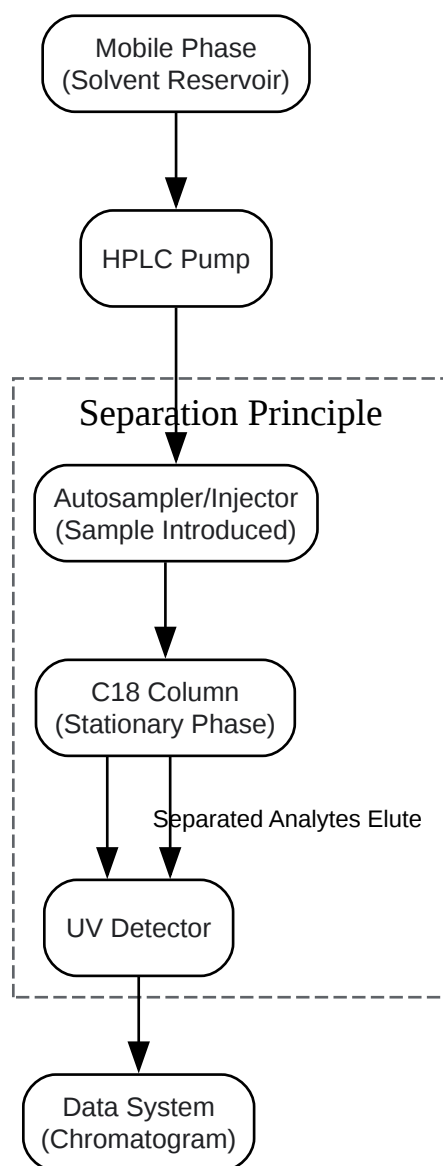 Mobile Phase
(Solvent Reservoir)
HPLC Pump
Separation Principle
Autosampler/Injector
(Sample Introduced)
C18 Column
(Stationary Phase)
Separated Analytes Elute
UV Detector
Data System
(Chromatogram)